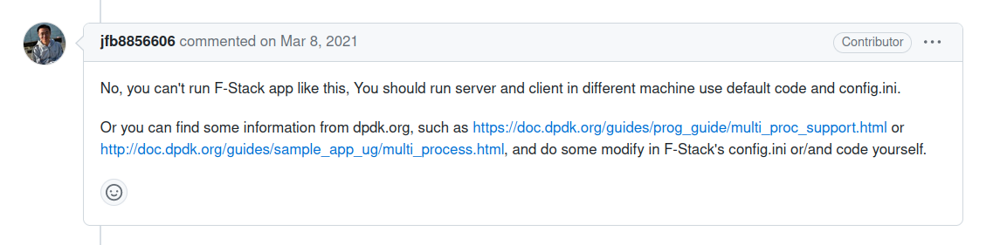 jfb8856606 commented on Mar 8, 2021
Contributor
No, you can't run F-Stack app like this, You should run server and client in different machine use default code and config.ini.
Or you can find some information from dpdk.org, such as https://doc.dpdk.org/guides/prog_guide/multi_proc_support.html or
http://doc.dpdk.org/guides/sample_app_ug/multi_process.html, and do some modify in F-Stack's config.ini or/and code yourself.